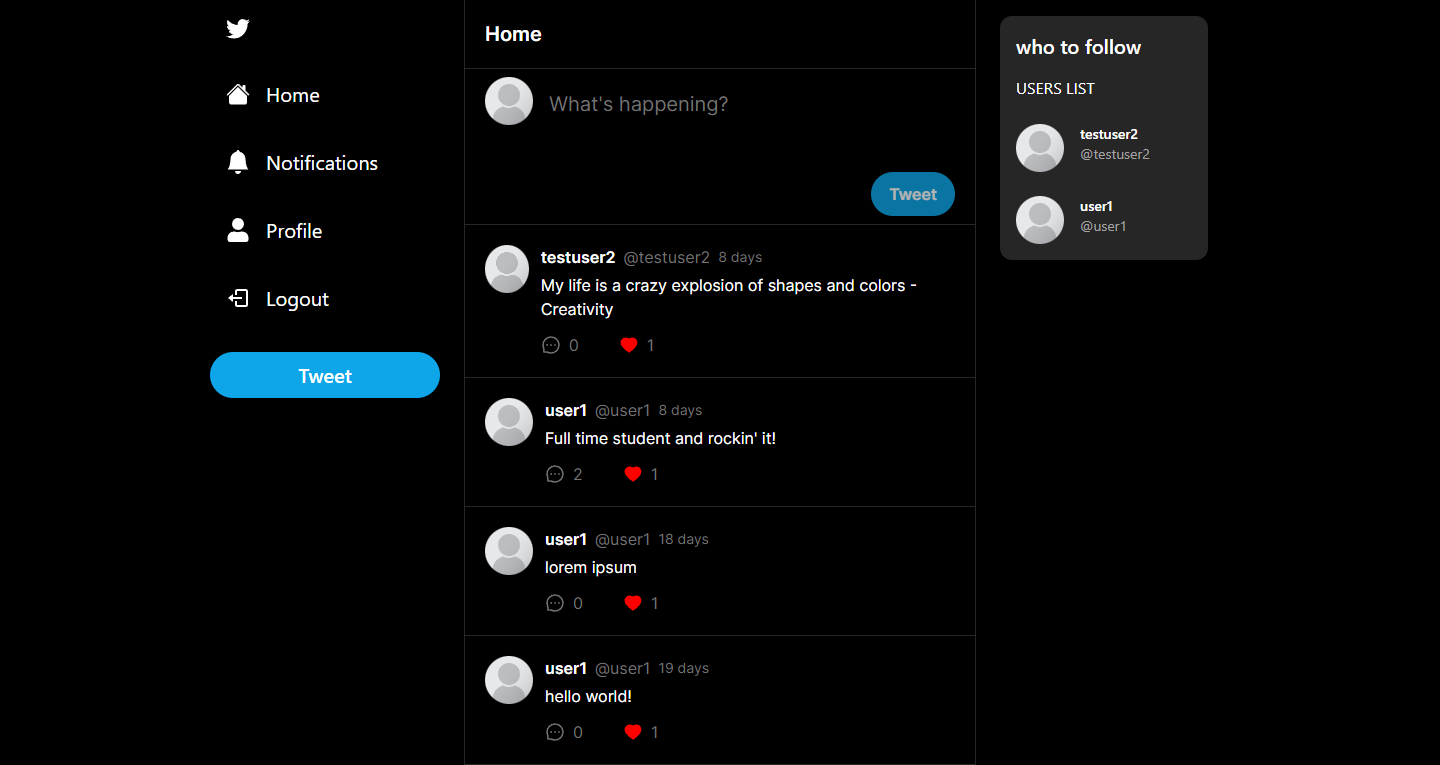 Home
Notifications
Profile
Logout
Tweet
Home
What's happening?
Tweet
testuser2 @testuser2 8 days
My life is a crazy explosion of shapes and colors -
Creativity
0 1
user1 @user1 8 days
Full time student and rockin' it!
2 1
user1 @user1 18 days
lorem ipsum
0 1
user1 @user1 19 days
hello world!
0 1
who to follow
USERS LIST
testuser2
@testuser2
user1
@user1